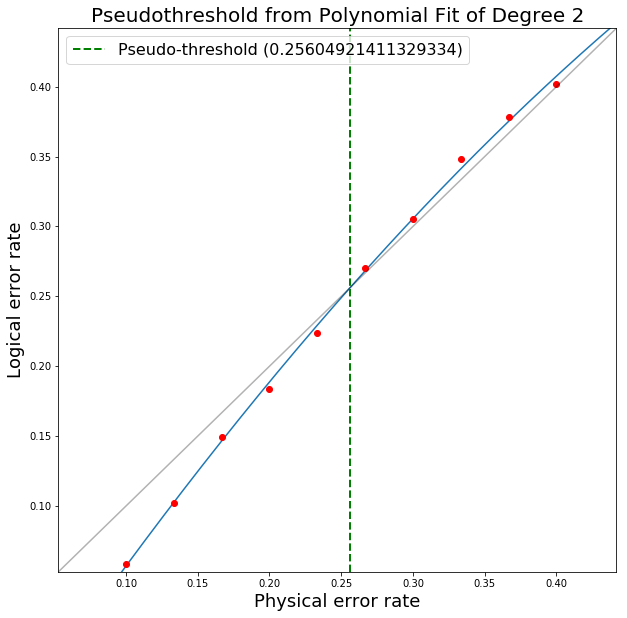 Pseudothreshold from Polynomial Fit of Degree 2
Pseudo-threshold (0.25604921411329334)
0.40
0.35
0.30
0.25
0.20
0.15
0.10
Logical error rate
0.10 0.15 0.20 0.25 0.30 0.35 0.40
Physical error rate